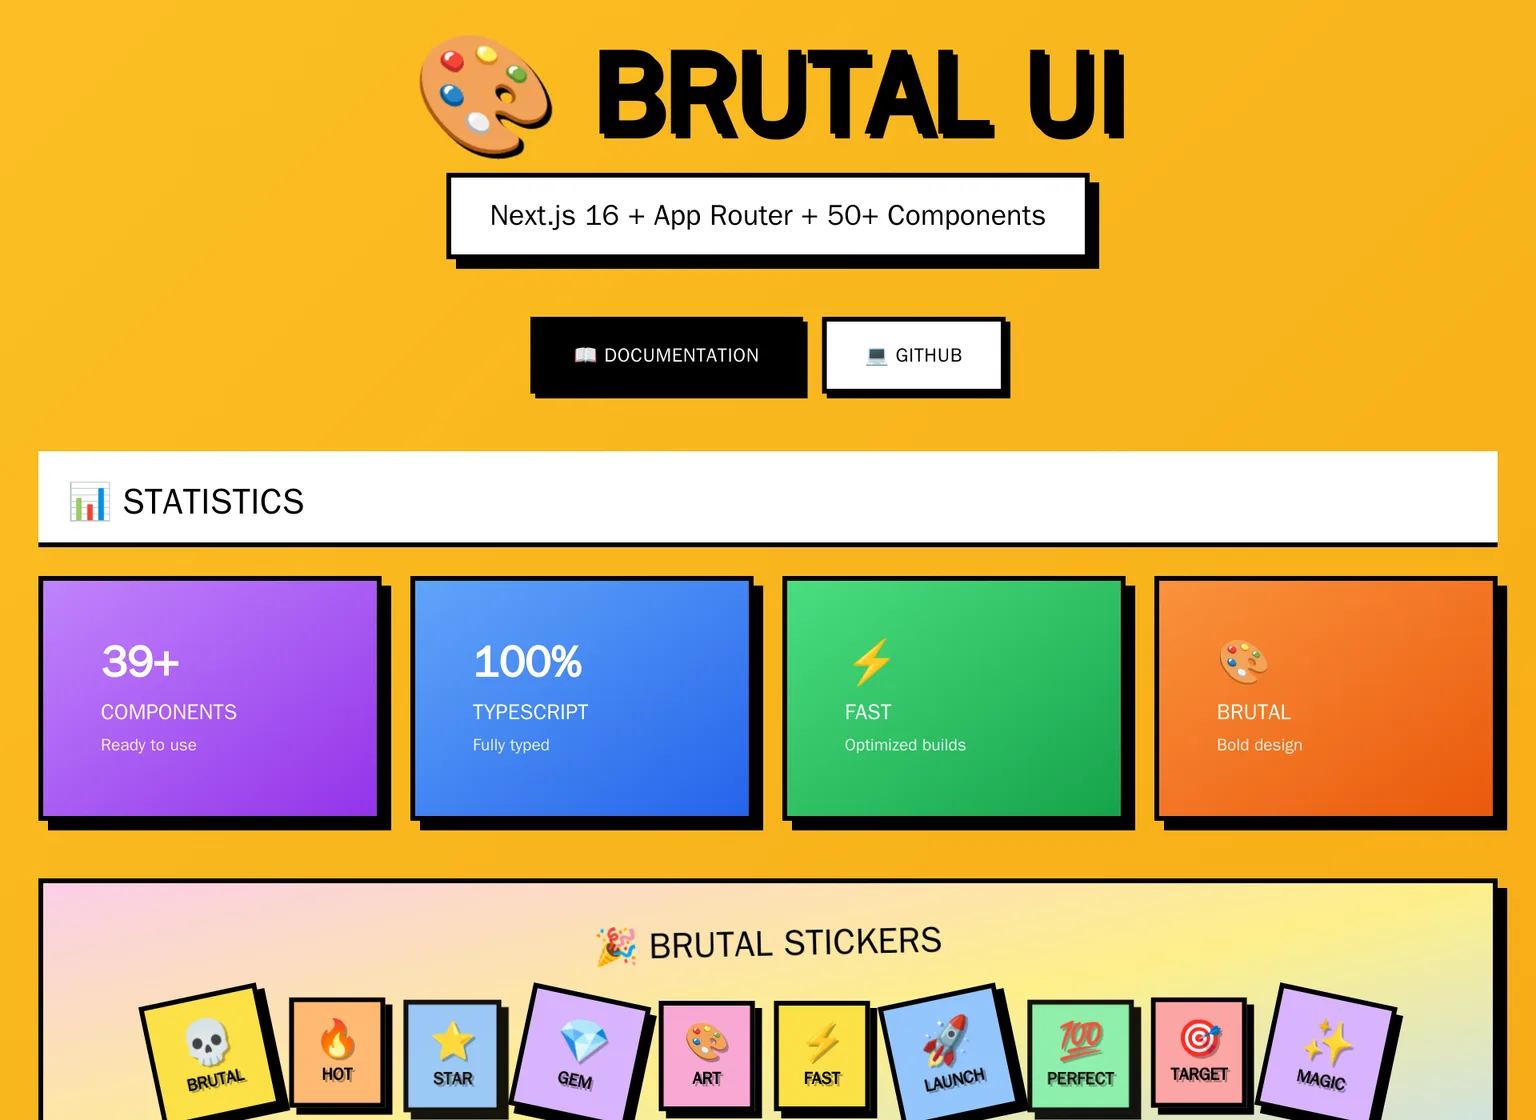 BRUTAL UI
Next.js 16 + App Router + 50+ Components
📖 DOCUMENTATION
💻 GITHUB
📊 STATISTICS
39+
COMPONENTS
Ready to use
100%
TYPESCRIPT
Fully typed
⚡
FAST
Optimized builds
🎨
BRUTAL
Bold design
🎉 BRUTAL STICKERS
BRUTAL
HOT
STAR
GEM
ART
FAST
LAUNCH
💯
PERFECT
TARGET
MAGIC